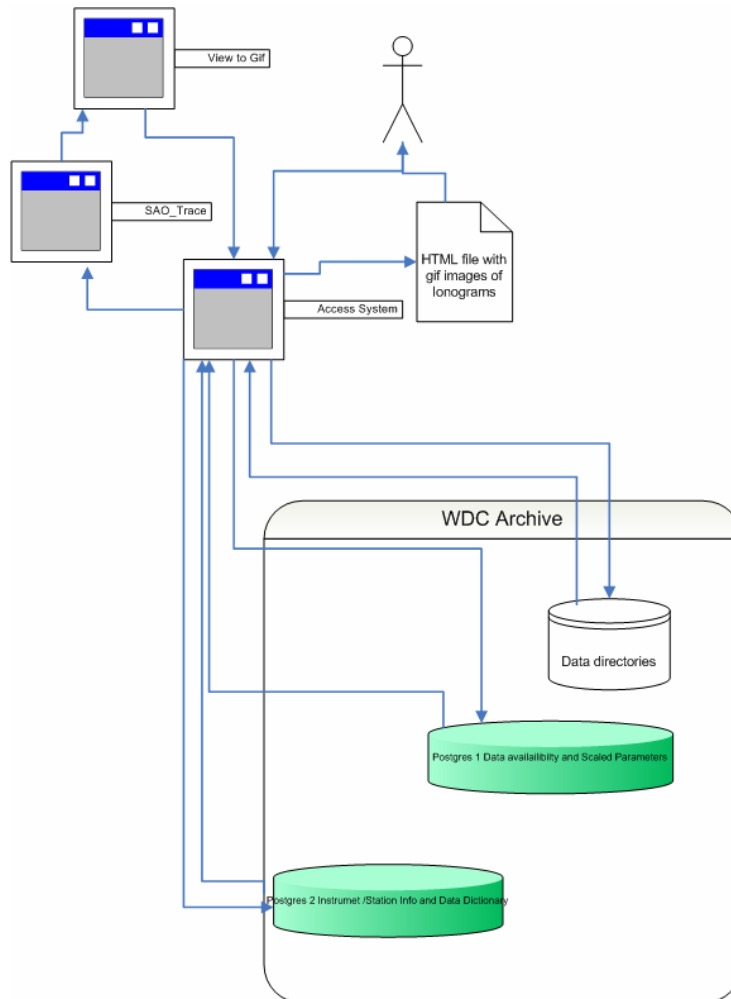 View to Gif
SAO_Trace
HTML file with
gif images of
Ionograms
Access System
WDC Archive
Data directories
Postgres 1 Data availailiblty and Scaled Parameters
Postgres 2 Instrumet /Station Info and Data Dictionary